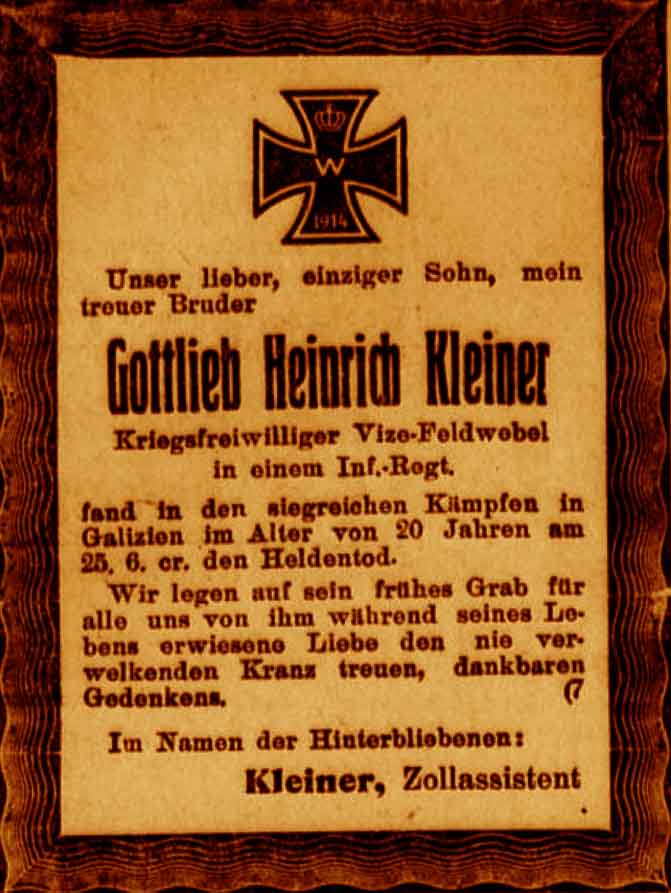 W
1914
Unser lieber, einziger Sohn, mein
treuer Bruder
Gottlieb Heinrich Kleiner
Kriegsfreiwilliger Vize-Feldwebel
in einem Inf.-Regt.
fand in den siegreichen Kämpfen in
Galizien im Alter von 20 Jahren am
25. 6. cr. den Heldentod.
Wir legen auf sein frühes Grab für
alle uns von ihm während seines Le-
bens erwiesene Liebe den nie ver-
welkenden Kranz treuen, dankbaren
Gedenkens. (7
Im Namen der Hinterbliebenen:
Kleiner, Zollassistent